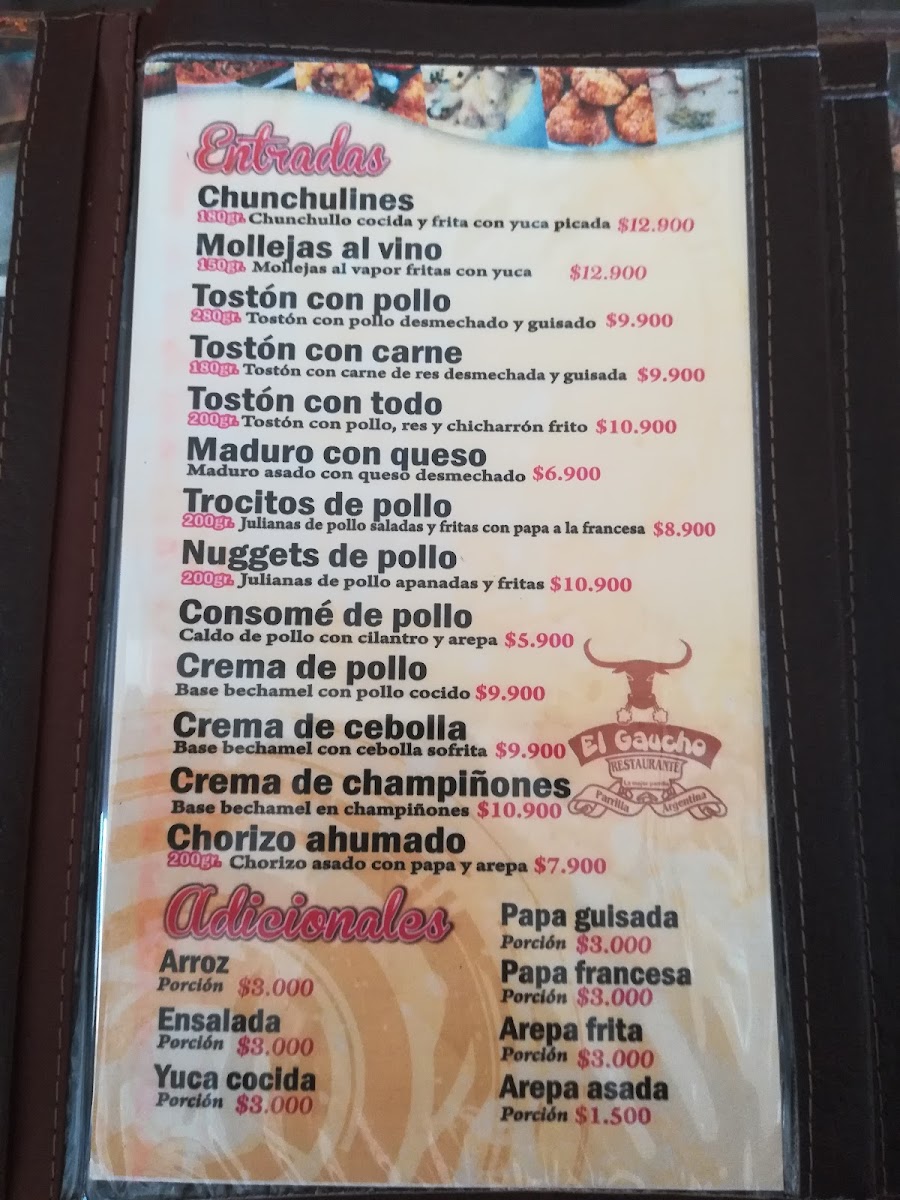 Entradas
Chunchulines
180gr. Chunchullo cocida y frita con yuca picada $12.900
Mollejas al vino
150gr. Mollejas al vapor fritas con yuca $12.900
Tostón con pollo
280gr. Tostón con pollo desmechado y guisado $9.900
Tostón con carne
180gr. Tostón con carne de res desmechada y guisada $9.900
Tostón con todo
200gr. Tostón con pollo, res y chicharrón frito $10.900
Maduro con queso
Maduro asado con queso desmechado $6.900
Trocitos de pollo
200gr. Julianas de pollo saladas y fritas con papa a la francesa $8.900
Nuggets de pollo
200gr. Julianas de pollo apanadas y fritas $10.900
Consomé de pollo
Caldo de pollo con cilantro y arepa $5.900
Crema de pollo
Base bechamel con pollo cocido $9.900
Crema de cebolla
Base bechamel con cebolla sofrita $9.900
Crema de champiñones
Base bechamel en champiñones $10.900
Chorizo ahumado
200gr. Chorizo asado con papa y arepa $7.900
El Gaucho
RESTAURANTE
Parrilla Argentina
Adicionales
Arroz
Porción $3.000
Ensalada
Porción $3.000
Yuca cocida
Porción $3.000
Papa guisada
Porción $3.000
Papa francesa
Porción $3.000
Arepa frita
Porción $3.000
Arepa asada
Porción $1.500